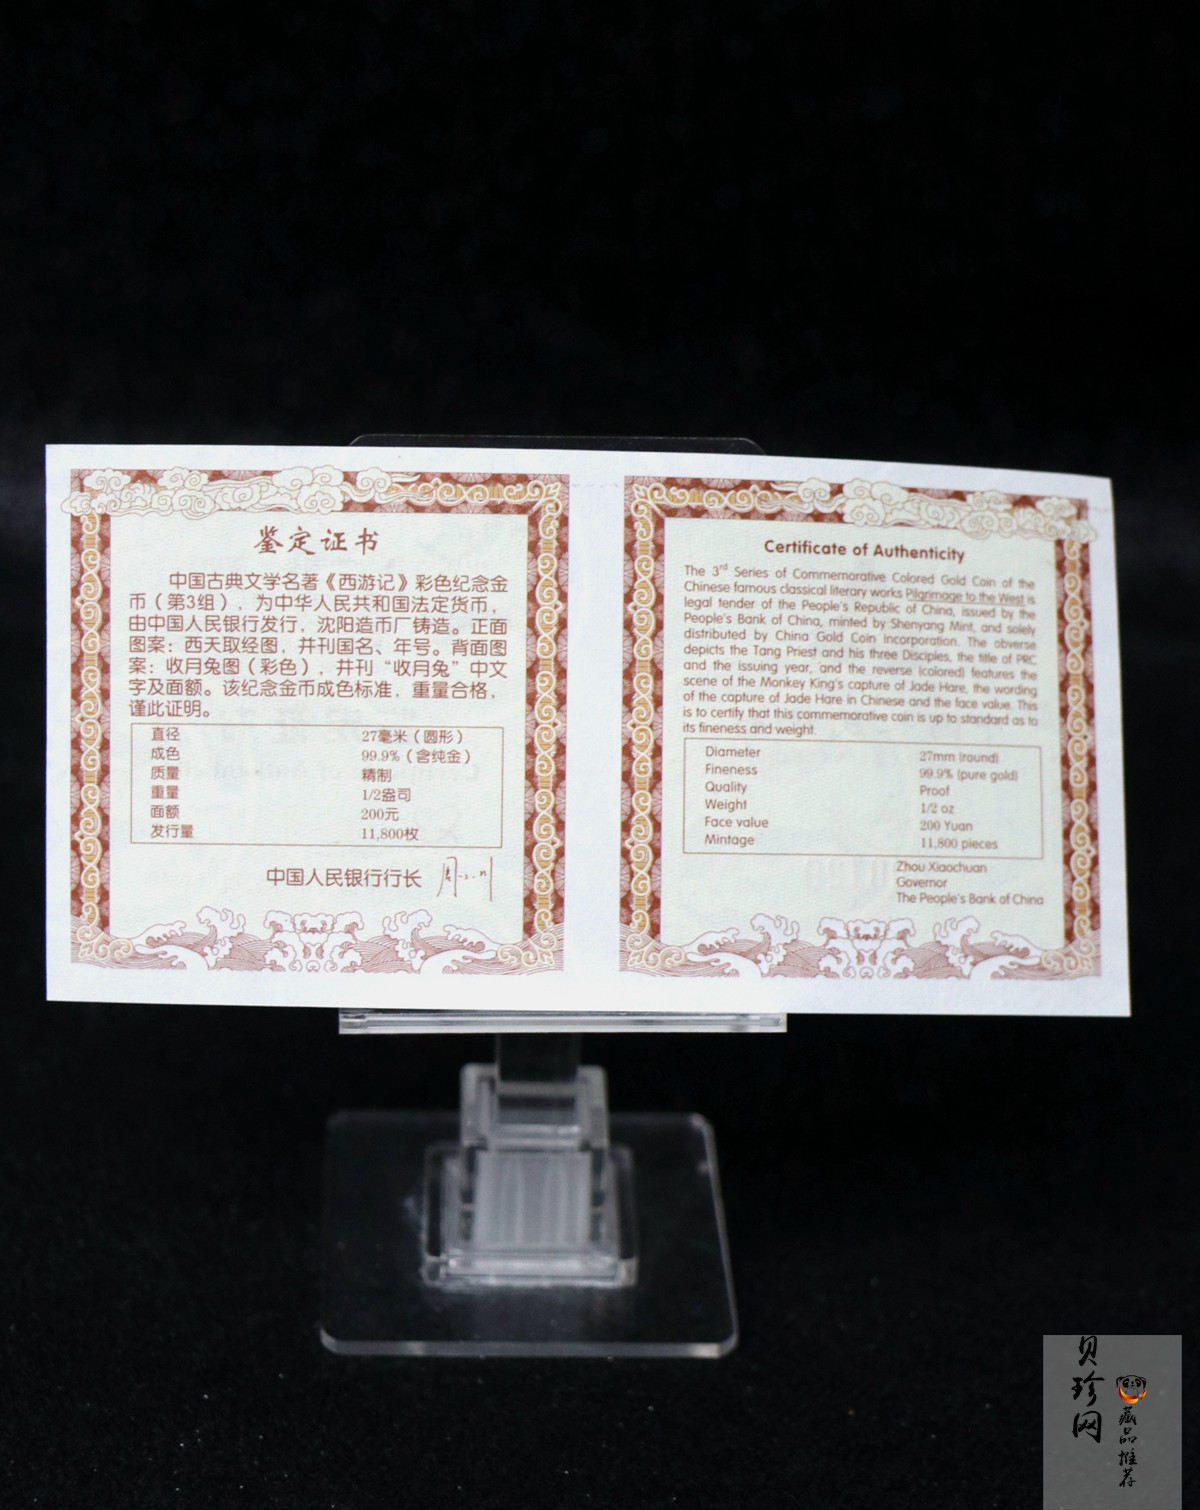 鉴定证书
中国古典文学名著《西游记》彩色纪念金
币（第3组），为中华人民共和国法定货币，
由中国人民银行发行，沈阳造币厂铸造。正面
图案：西天取经图，并刊国名、年号。背面图
案：收月兔图（彩色），并刊“收月兔”中文
字及面额。该纪念金币成色标准，重量合格，
谨此证明。
直径 27毫米（圆形）
成色 99.9%（含纯金）
质量 精制
重量 1/2盎司
面额 200元
发行量 11,800枚
中国人民银行行长
Certificate of Authenticity
The 3rd Series of Commemorative Colored Gold Coin of the
Chinese famous classical literary works Pilgrimage to the West is
legal tender of the People's Republic of China, issued by the
People's Bank of China, minted by Shenyang Mint, and solely
distributed by China Gold Coin Incorporation. The obverse
depicts the Tang Priest and his three Disciples, the title of PRC
and the issuing year, and the reverse (colored) features the
scene of the Monkey King's capture of Jade Hare, the wording
of the capture of Jade Hare in Chinese and the face value. This
is to certify that this commemorative coin is up to standard as to
its fineness and weight.
Diameter 27mm (round)
Fineness 99.9% (pure gold)
Quality Proof
Weight 1/2 oz
Face value 200 Yuan
Mintage 11,800 pieces
Zhou Xiaochuan
Governor
The People's Bank of China
贝珍网
藏品推荐